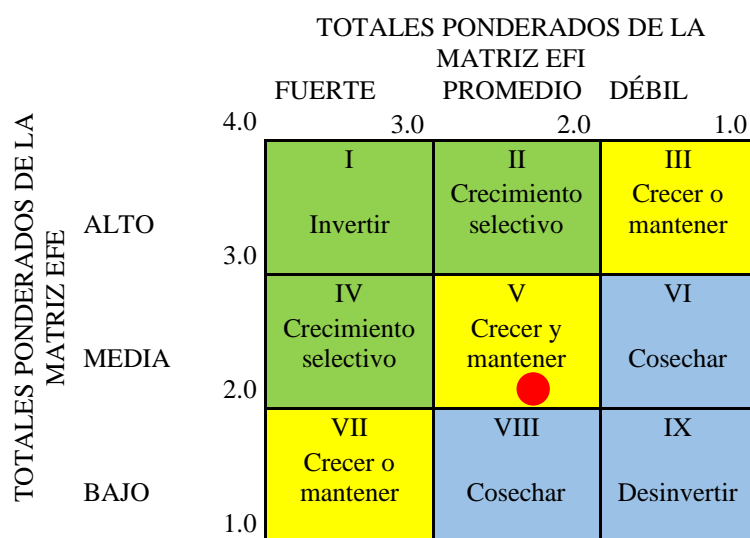 TOTALES PONDERADOS DE LA
MATRIZ EFI
FUERTE PROMEDIO DÉBIL
4.0 3.0 2.0 1.0
TOTALES PONDERADOS DE LA
MATRIZ EFE
ALTO
I
Invertir
II
Crecimiento
selectivo
III
Crecer o
mantener
3.0
MEDIA
IV
Crecimiento
selectivo
V
Crecer y
mantener
VI
Cosechar
2.0
BAJO
VII
Crecer o
mantener
VIII
Cosechar
IX
Desinvertir
1.0